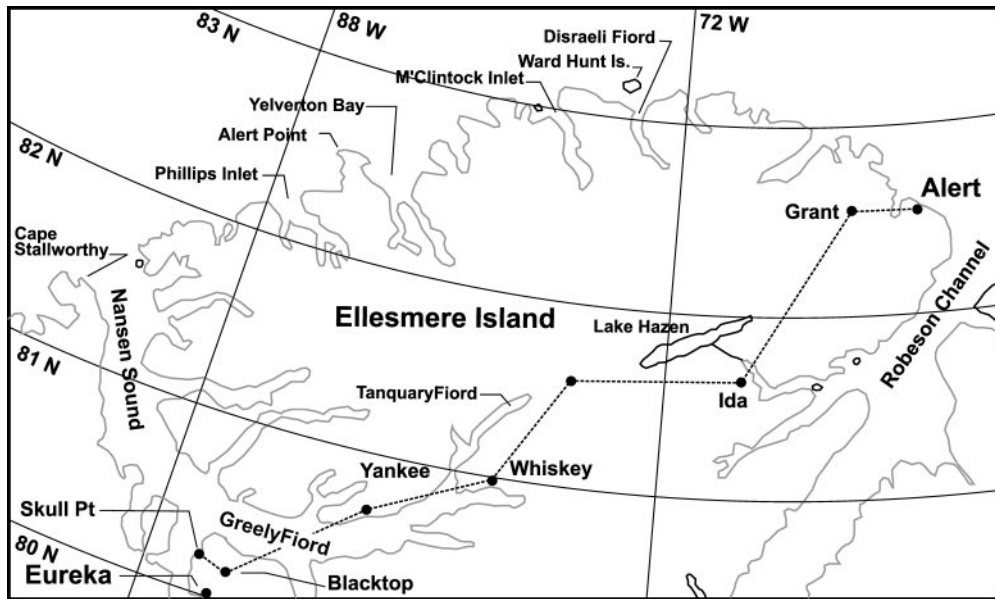 83 N
88 W
72 W
Disraeli Fiord
Ward Hunt Is.
M'Clintock Inlet
Yelverton Bay
Alert Point
82 N
Phillips Inlet
Alert
Grant
Cape
Stallworthy
Nansen Sound
Robeson Channel
Ellesmere Island
Lake Hazen
81 N
TanquaryFiord
Ida
Yankee
Whiskey
Skull Pt
GreelyFiord
80 N
Eureka
Blacktop